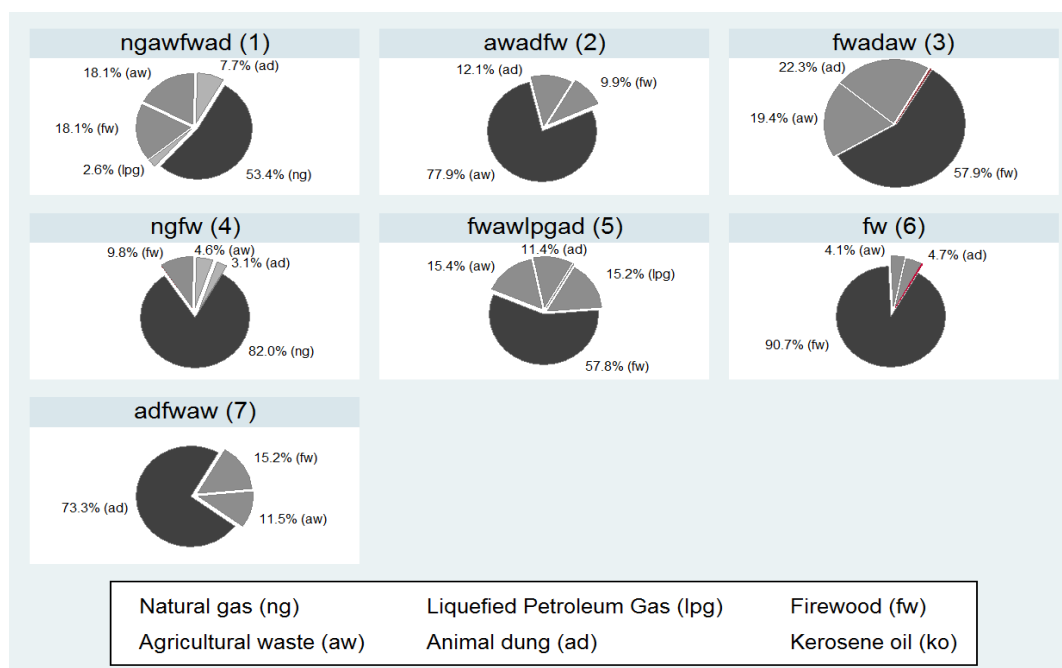 ngawfwad (1)
18.1% (aw)
7.7% (ad)
18.1% (fw)
2.6% (lpg)
53.4% (ng)
awadfw (2)
12.1% (ad)
9.9% (fw)
77.9% (aw)
fwadaw (3)
22.3% (ad)
19.4% (aw)
57.9% (fw)
ngfw (4)
9.8% (fw)
4.6% (aw)
3.1% (ad)
82.0% (ng)
fwawlpgad (5)
11.4% (ad)
15.4% (aw)
15.2% (lpg)
57.8% (fw)
fw (6)
4.1% (aw)
4.7% (ad)
90.7% (fw)
adfwaw (7)
15.2% (fw)
73.3% (ad)
11.5% (aw)
Natural gas (ng) Liquefied Petroleum Gas (lpg) Firewood (fw)
Agricultural waste (aw) Animal dung (ad) Kerosene oil (ko)